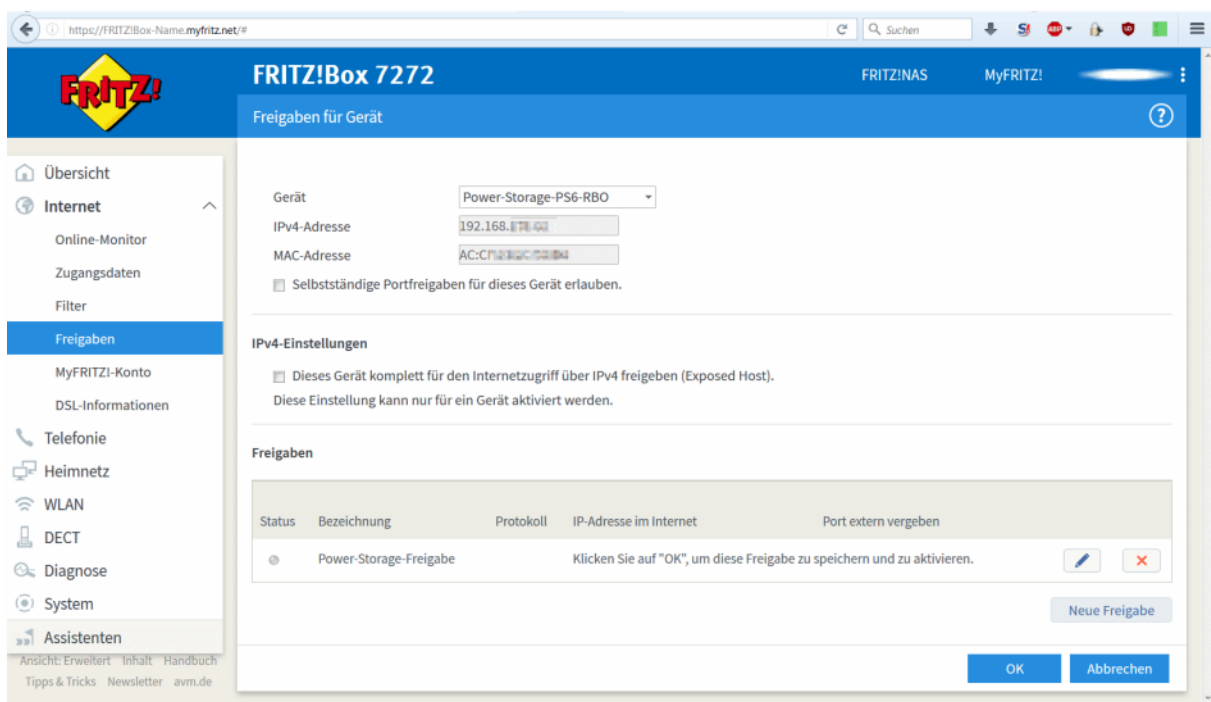 https://FRITZ!Box-Name.myfritz.net/#
Suchen
FRITZ!
FRITZ!Box 7272
FRITZ!NAS
MyFRITZ!
Freigaben für Gerät
?
Übersicht
Internet
Online-Monitor
Zugangsdaten
Filter
Freigaben
MyFRITZ!-Konto
DSL-Informationen
Telefonie
Heimnetz
WLAN
DECT
Diagnose
System
Assistenten
Ansicht: Erweitert Inhalt Handbuch
Tipps & Tricks Newsletter avm.de
Gerät Power-Storage-PS6-RBO
IPv4-Adresse 192.168.
MAC-Adresse
Selbstständige Portfreigaben für dieses Gerät erlauben.
IPv4-Einstellungen
Dieses Gerät komplett für den Internetzugriff über IPv4 freigeben (Exposed Host).
Diese Einstellung kann nur für ein Gerät aktiviert werden.
Freigaben
Status Bezeichnung Protokoll IP-Adresse im Internet Port extern vergeben
Power-Storage-Freigabe Klicken Sie auf "OK", um diese Freigabe zu speichern und zu aktivieren.
Neue Freigabe
OK Abbrechen